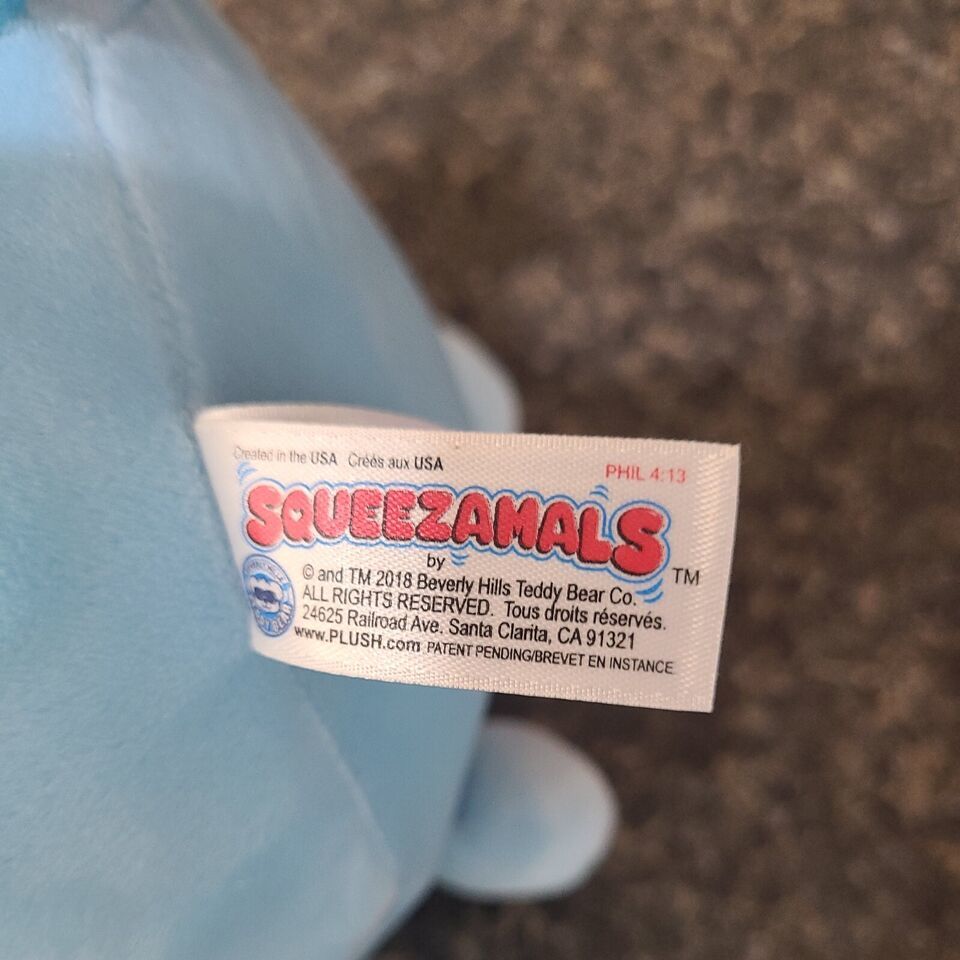 Created in the USA Créés aux USA
PHIL 4:13
SQUEEZAMALS TM
by
© and TM 2018 Beverly Hills Teddy Bear Co.
ALL RIGHTS RESERVED. Tous droits réservés.
24625 Railroad Ave. Santa Clarita, CA 91321
www.PLUSH.com PATENT PENDING/BREVET EN INSTANCE